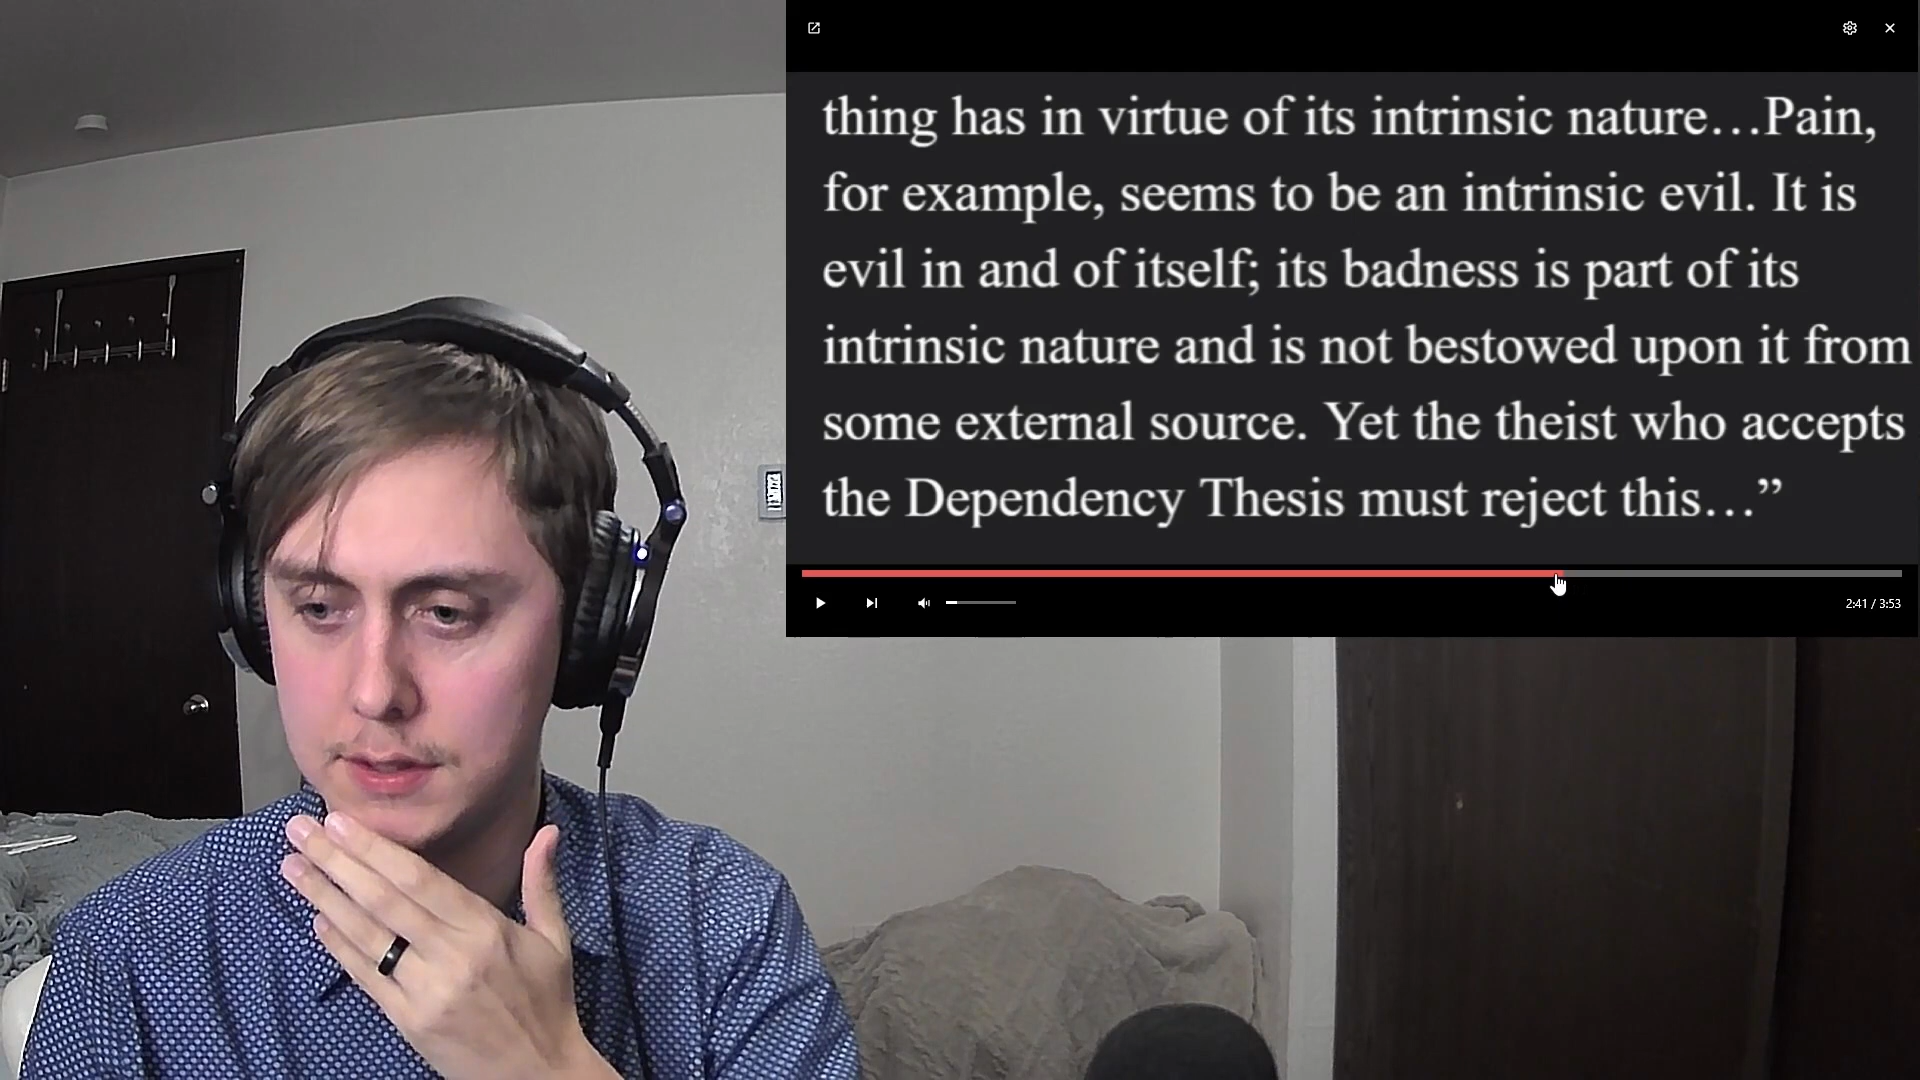 thing has in virtue of its intrinsic nature…Pain,
for example, seems to be an intrinsic evil. It is
evil in and of itself; its badness is part of its
intrinsic nature and is not bestowed upon it from
some external source. Yet the theist who accepts
the Dependency Thesis must reject this…”
2:41 / 3:53